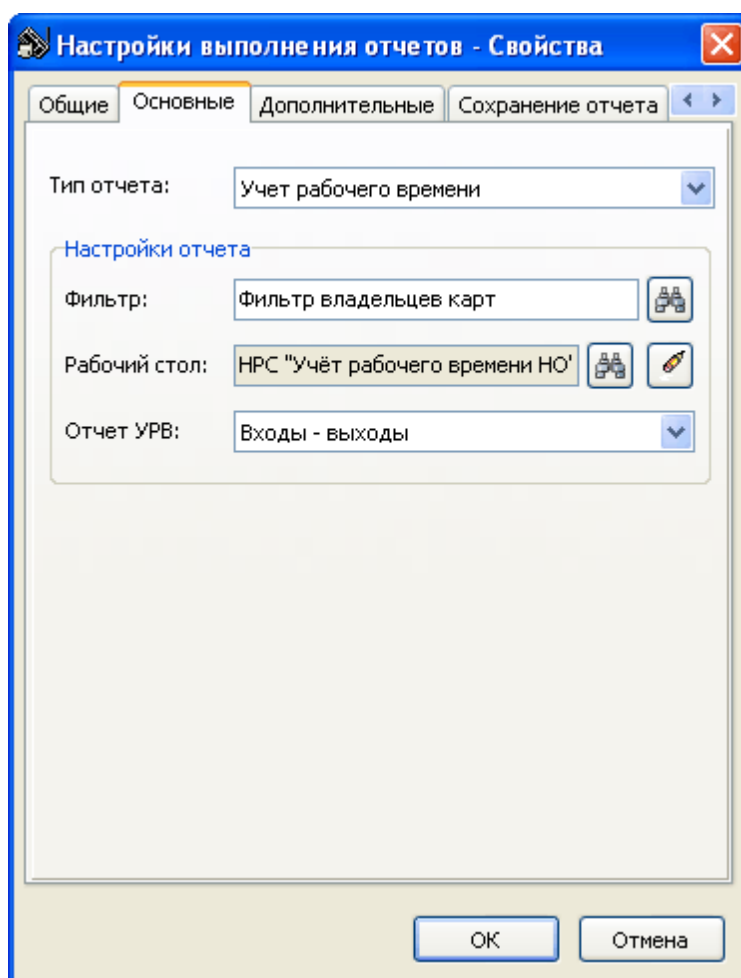 Настройки выполнения отчетов - Свойства
Общие Основные Дополнительные Сохранение отчета
Тип отчета: Учет рабочего времени
Настройки отчета
Фильтр: Фильтр владельцев карт
Рабочий стол: НРС "Учёт рабочего времени НО"
Отчет УРВ: Входы - выходы
ОК Отмена